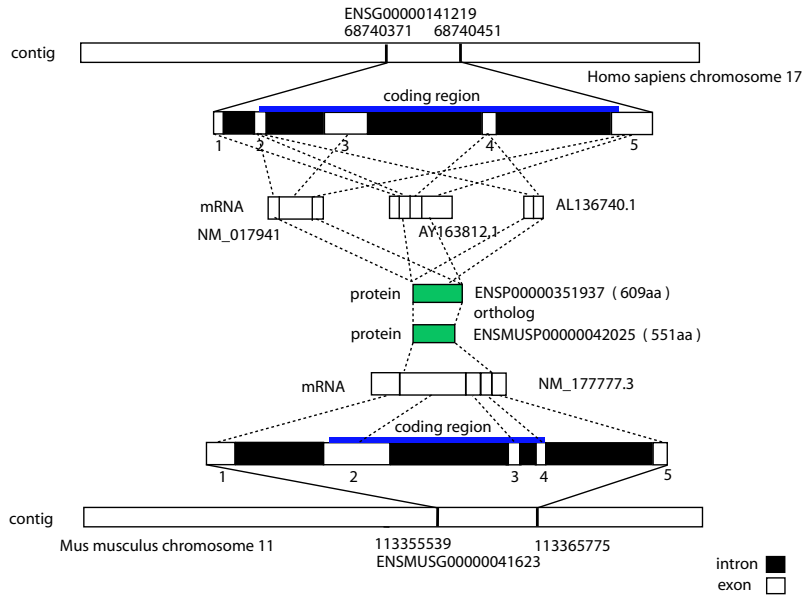 ENSG00000141219
68740371 68740451
contig
Homo sapiens chromosome 17
coding region
1 2 3 4 5
mRNA
AL136740.1
NM_017941
AY163812,1
protein ENSP00000351937 ( 609aa )
ortholog
protein ENSMUSP00000042025 ( 551aa )
mRNA NM_177777.3
coding region
1 2 3 4 5
contig
Mus musculus chromosome 11
113355539 113365775
ENSMUSG00000041623
intron
exon